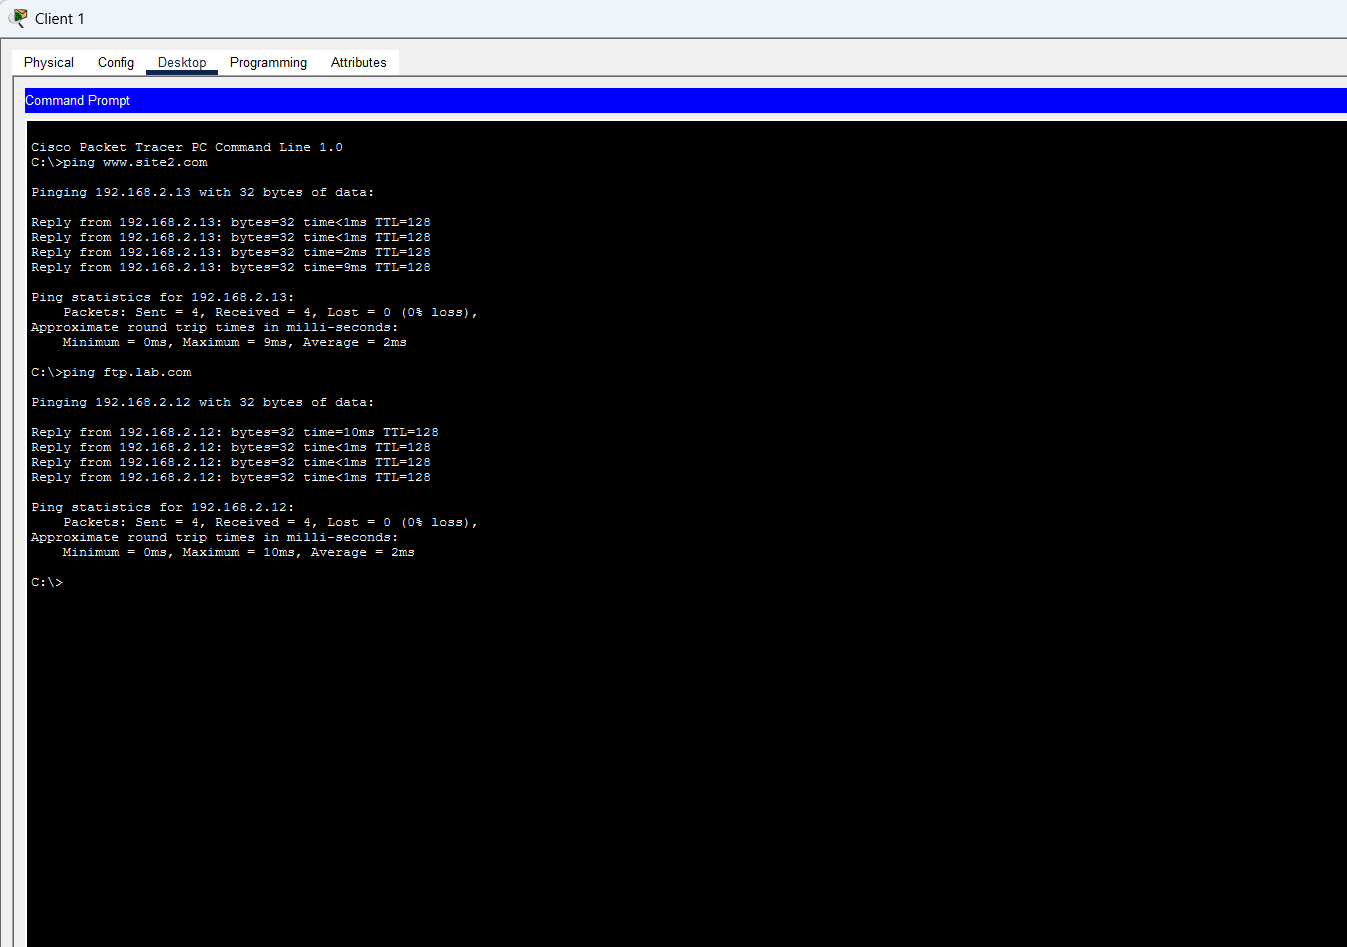 Client 1
Physical Config Desktop Programming Attributes
Command Prompt
Cisco Packet Tracer PC Command Line 1.0
C:\>ping www.site2.com
Pinging 192.168.2.13 with 32 bytes of data:
Reply from 192.168.2.13: bytes=32 time<1ms TTL=128
Reply from 192.168.2.13: bytes=32 time<1ms TTL=128
Reply from 192.168.2.13: bytes=32 time=2ms TTL=128
Reply from 192.168.2.13: bytes=32 time=9ms TTL=128
Ping statistics for 192.168.2.13:
Packets: Sent = 4, Received = 4, Lost = 0 (0% loss),
Approximate round trip times in milli-seconds:
Minimum = 0ms, Maximum = 9ms, Average = 2ms
C:\>ping ftp.lab.com
Pinging 192.168.2.12 with 32 bytes of data:
Reply from 192.168.2.12: bytes=32 time=10ms TTL=128
Reply from 192.168.2.12: bytes=32 time<1ms TTL=128
Reply from 192.168.2.12: bytes=32 time<1ms TTL=128
Reply from 192.168.2.12: bytes=32 time<1ms TTL=128
Ping statistics for 192.168.2.12:
Packets: Sent = 4, Received = 4, Lost = 0 (0% loss),
Approximate round trip times in milli-seconds:
Minimum = 0ms, Maximum = 10ms, Average = 2ms
C:\>